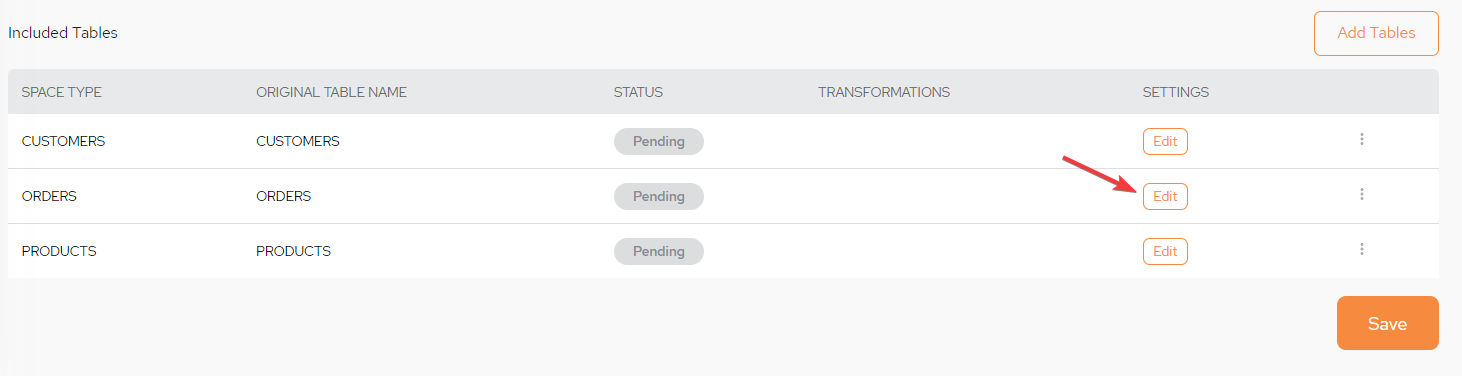 Included Tables
Add Tables
SPACE TYPE ORIGINAL TABLE NAME STATUS TRANSFORMATIONS SETTINGS
CUSTOMERS CUSTOMERS Pending Edit
ORDERS ORDERS Pending Edit
PRODUCTS PRODUCTS Pending Edit
Save